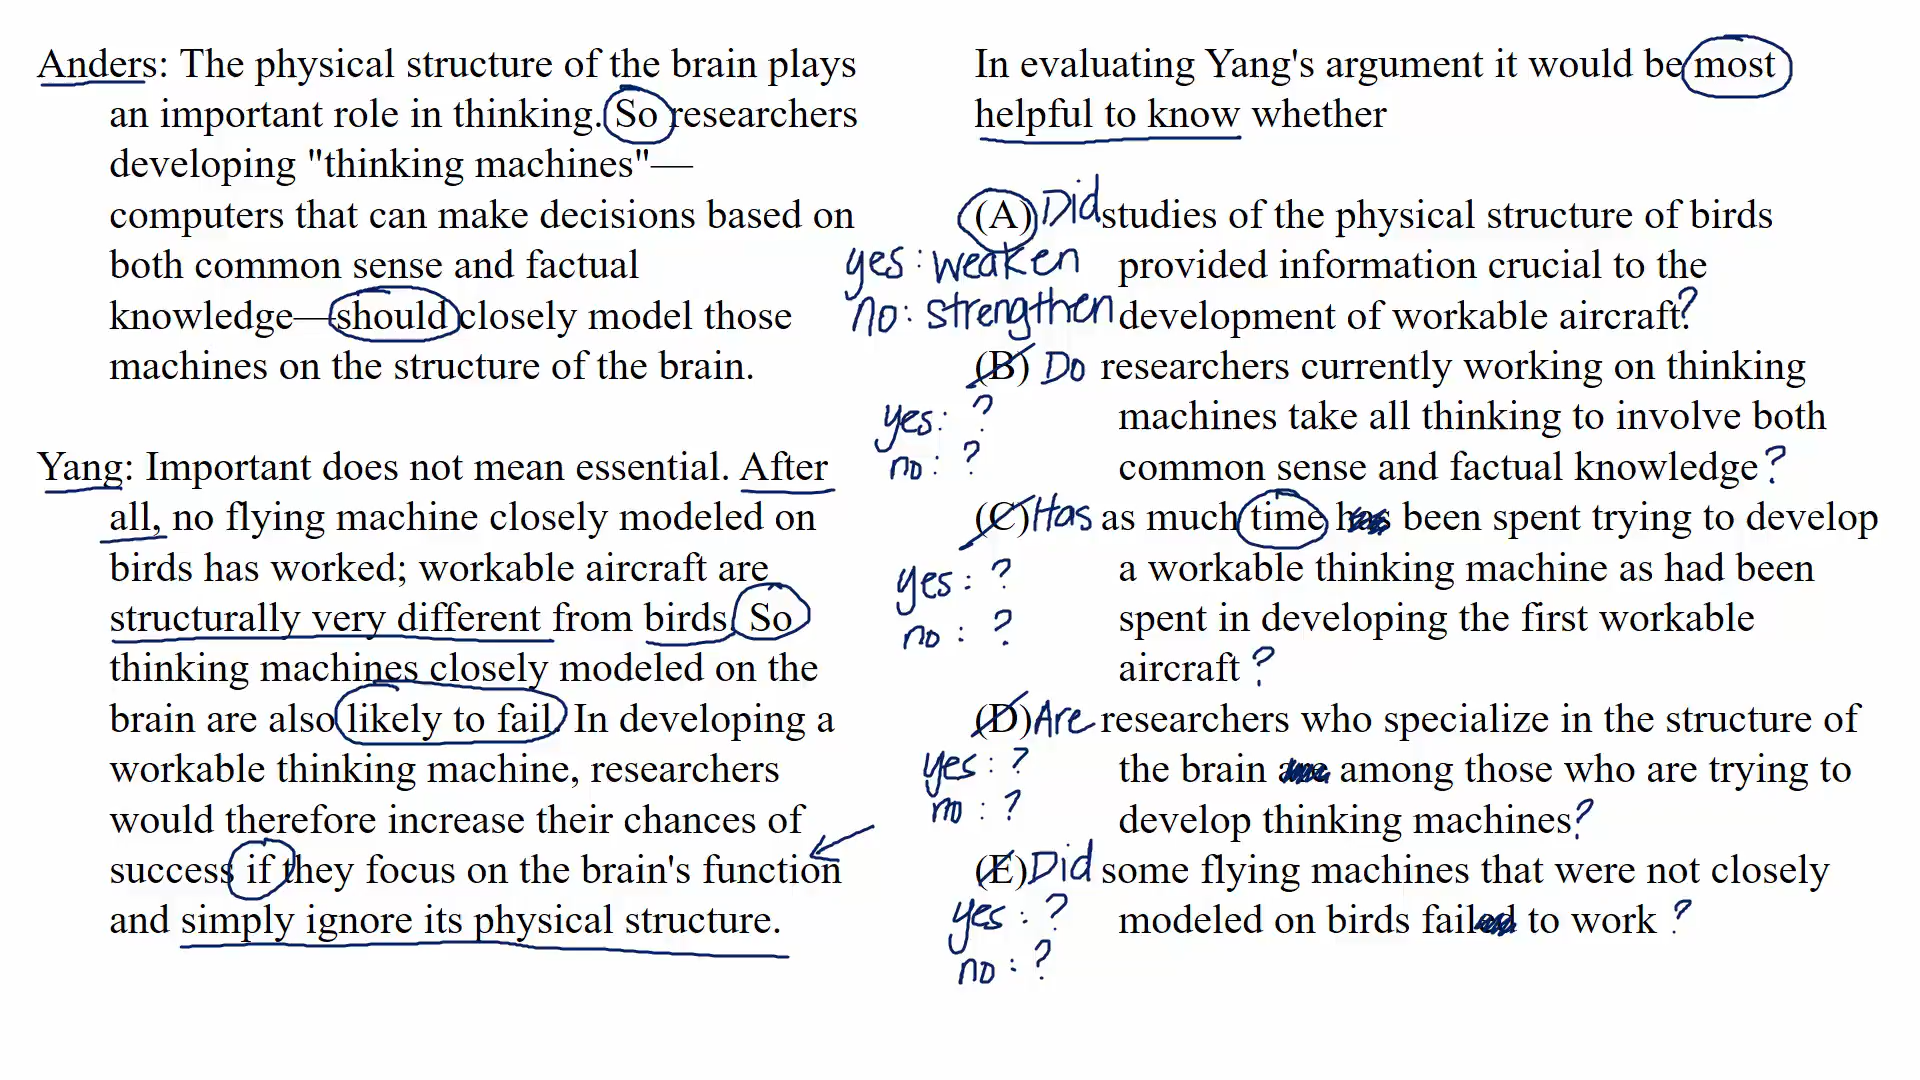 Anders: The physical structure of the brain plays
an important role in thinking. So researchers
developing "thinking machines"—
computers that can make decisions based on
both common sense and factual
knowledge—should closely model those
machines on the structure of the brain.
Yang: Important does not mean essential. After
all, no flying machine closely modeled on
birds has worked; workable aircraft are
structurally very different from birds. So
thinking machines closely modeled on the
brain are also likely to fail. In developing a
workable thinking machine, researchers
would therefore increase their chances of
success if they focus on the brain's function
and simply ignore its physical structure.
In evaluating Yang's argument it would be most
helpful to know whether
(A) Did studies of the physical structure of birds
yes: weaken provided information crucial to the
no: strengthen development of workable aircraft?
(B) Do researchers currently working on thinking
yes: ? machines take all thinking to involve both
no: ? common sense and factual knowledge?
(C) Has as much time has been spent trying to develop
yes: ? a workable thinking machine as had been
no: ? spent in developing the first workable
aircraft?
(D) Are researchers who specialize in the structure of
yes: ? the brain are among those who are trying to
no: ? develop thinking machines?
(E) Did some flying machines that were not closely
yes: ? modeled on birds failed to work?
no: ?